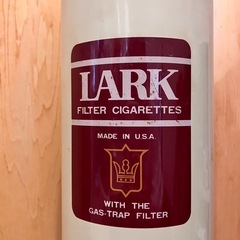 LARK
FILTER CIGARETTES
MADE IN U.S.A.
WITH THE
GAS-TRAP FILTER